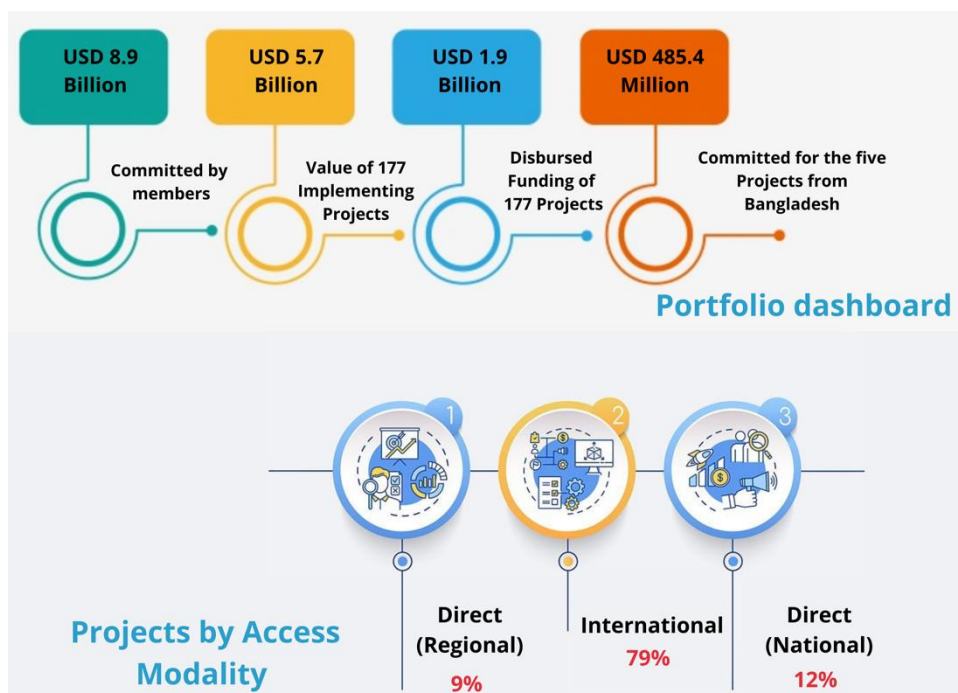 USD 8.9
Billion
USD 5.7
Billion
USD 1.9
Billion
USD 485.4
Million
Committed by
members
Value of 177
Implementing
Projects
Disbursed
Funding of
177 Projects
Committed for the five
Projects from
Bangladesh
Portfolio dashboard
1
2
3
Projects by Access
Modality
Direct
(Regional)
9%
International
79%
Direct
(National)
12%